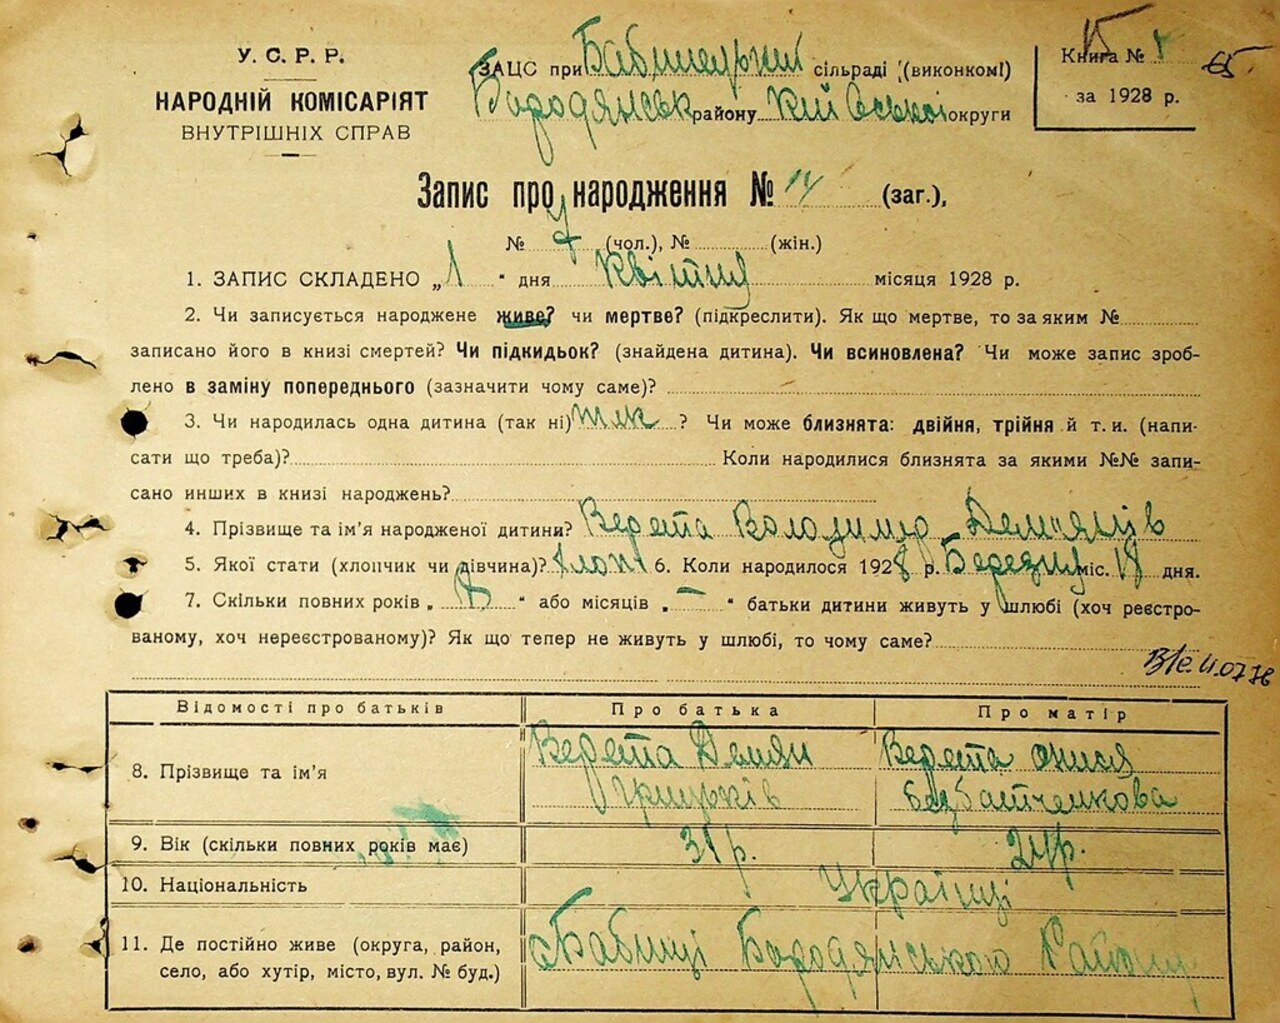 У. С. Р. Р.
НАРОДНІЙ КОМІСАРІЯТ
ВНУТРІШНІХ СПРАВ
ЗАЦС при Бабинецькій сільраді (виконкомі)
Бородянськ району Київської округи
Книга №
65
за 1928 р.
Запис про народження № 14 (заг.),
№ 7 (чол.), № (жін.)
1. ЗАПИС СКЛАДЕНО „1" дня Квітня місяця 1928 р.
2. Чи записується народжене живе? чи мертве? (підкреслити). Як що мертве, то за яким №
записано його в книзі смертей? Чи підкидьок? (знайдена дитина). Чи всиновлена? Чи може запис зроб-
лено в заміну попереднього (зазначити чому саме)?
3. Чи народилась одна дитина (так ні) так ? Чи може близнята: двійня, трійня й т. и. (напи-
сати що треба)? Коли народилися близнята за якими №№ запи-
сано инших в книзі народжень?
4. Прізвище та ім'я народженої дитини? Верета Володимир Дем'янів
5. Якої стати (хлопчик чи дівчина)? хлоп 6. Коли народилося 1928 р. Березня міс. 18 дня.
7. Скільки повних років „ " або місяців „ — " батьки дитини живуть у шлюбі (хоч реєстро-
ваному, хоч нереєстрованому)? Як що тепер не живуть у шлюбі, то чому саме?
Відомості про батьків Про батька Про матір
8. Прізвище та ім'я Верета Демян Верета Онися
Безбатченкова
9. Вік (скільки повних років має) 31 р. 24 р.
10. Національність Українці
11. Де постійно живе (округа, район, село, або хутір, місто, вул. № буд.) с Бабинці Бородянського Району